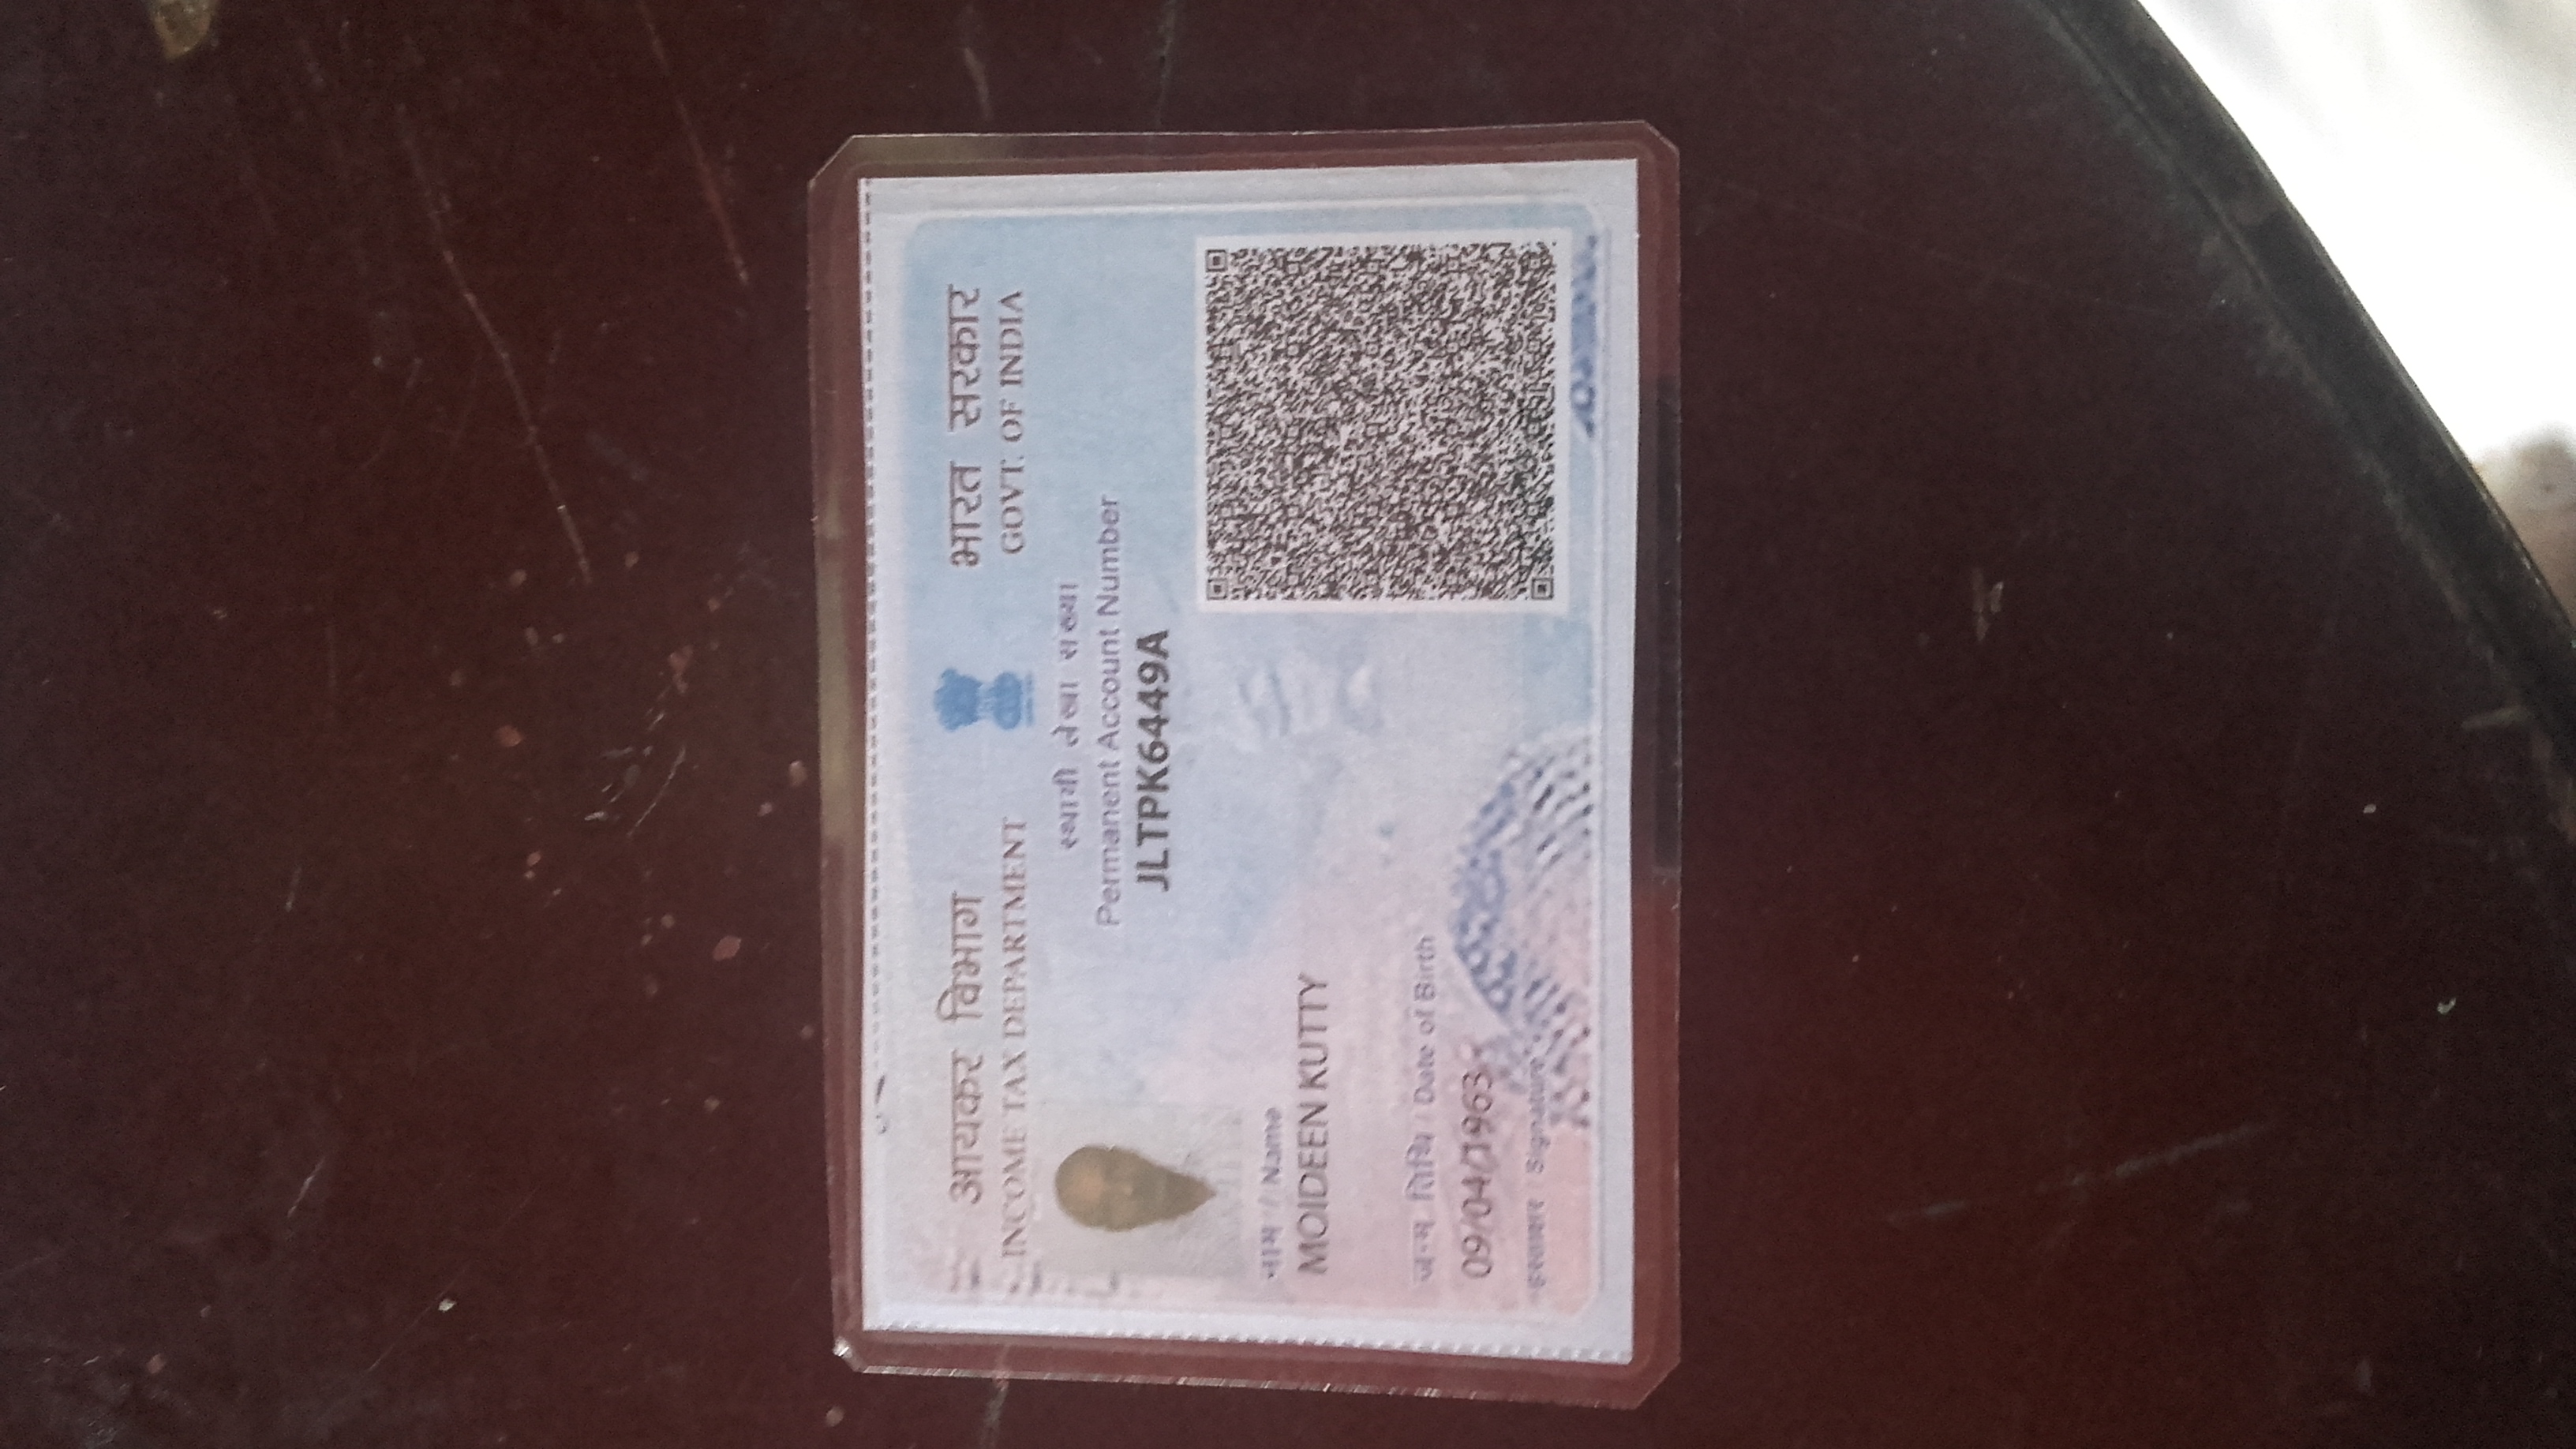 आयकर विभाग
INCOME TAX DEPARTMENT
भारत सरकार
GOVT. OF INDIA
स्थायी लेखा संख्या
Permanent Account Number
JLTPK6449A
नाम / Name
MOIDEEN KUTTY
जन्म तिथि / Date of Birth
09/04/1963
हस्ताक्षर / Signature